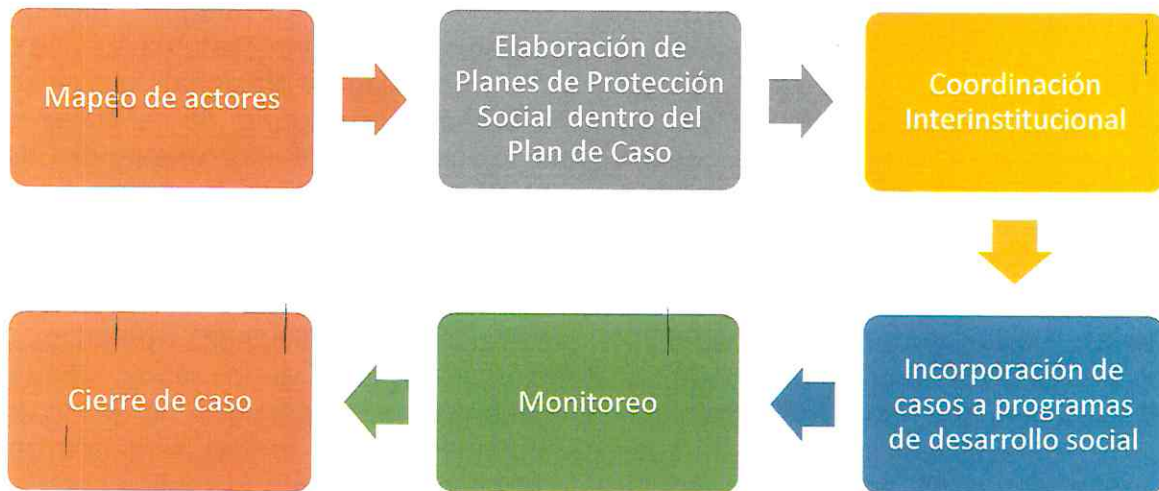 Mapeo de actores
Elaboración de
Planes de Protección
Social dentro del
Plan de Caso
Coordinación
Interinstitucional
Incorporación de
casos a programas
de desarrollo social
Monitoreo
Cierre de caso